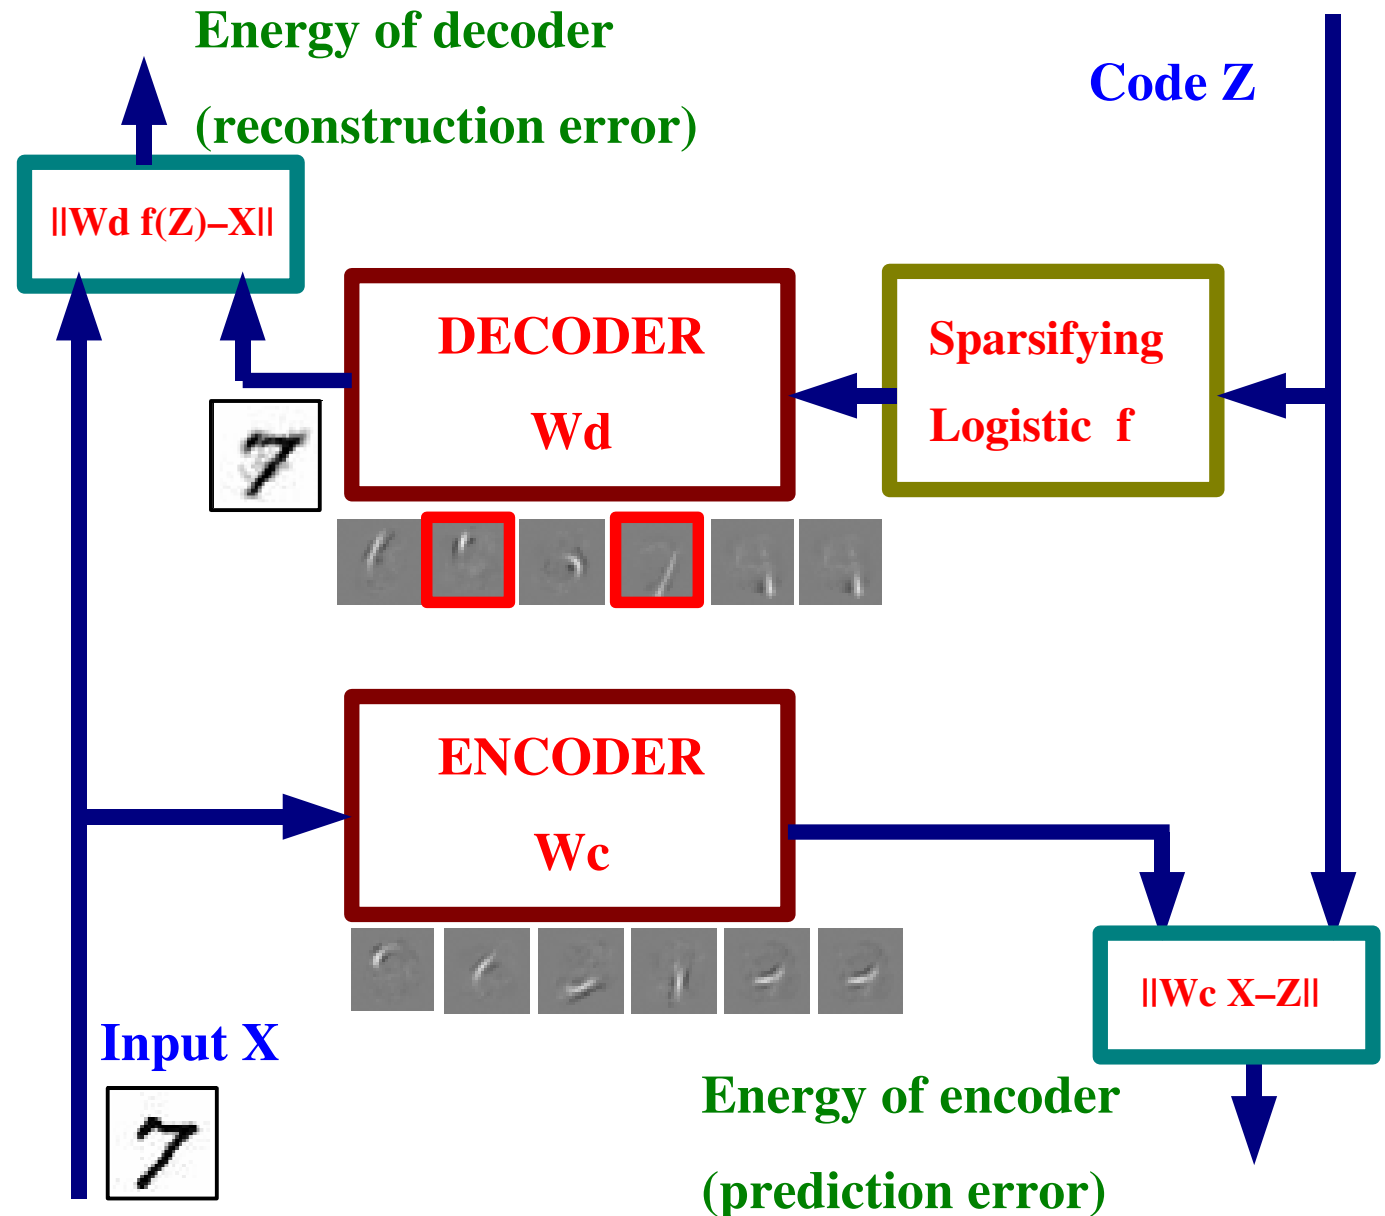 Energy of decoder
(reconstruction error)
Code Z
||Wd f(Z)–X||
DECODER
Wd
Sparsifying
Logistic f
ENCODER
Wc
||Wc X–Z||
Input X
Energy of encoder
(prediction error)